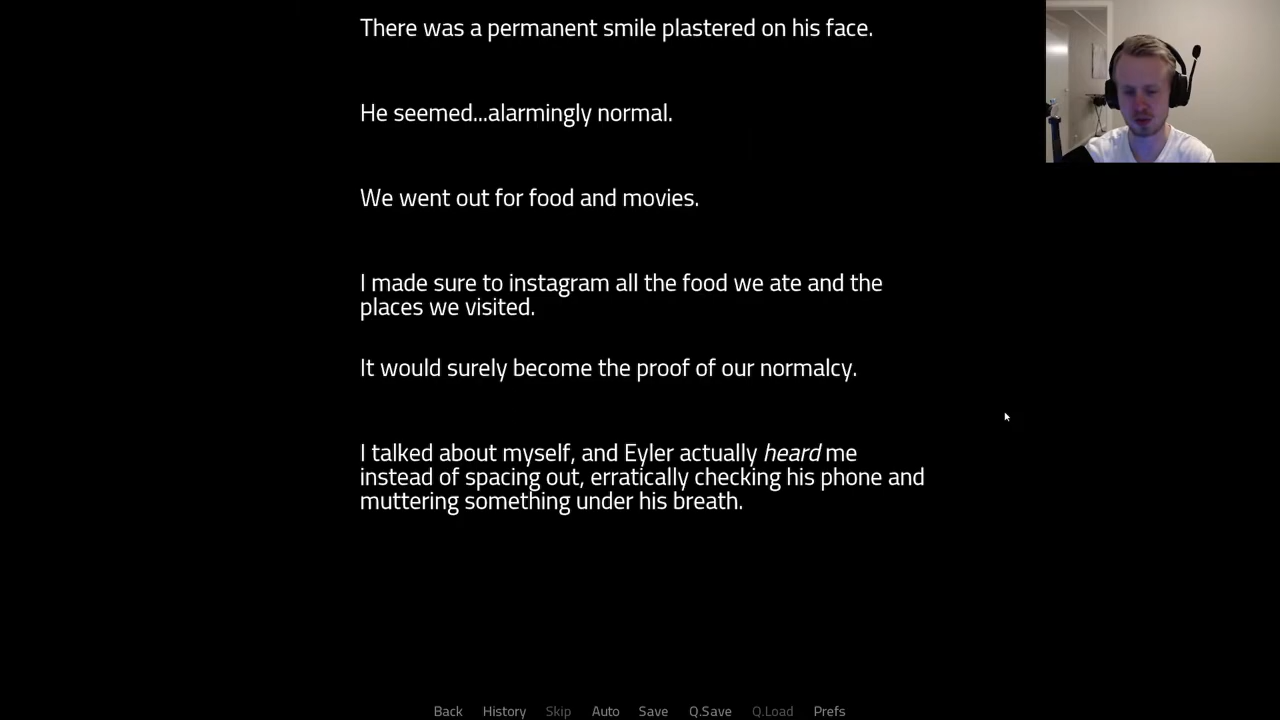 There was a permanent smile plastered on his face.
He seemed...alarmingly normal.
We went out for food and movies.
I made sure to instagram all the food we ate and the
places we visited.
It would surely become the proof of our normalcy.
I talked about myself, and Eyler actually heard me
instead of spacing out, erratically checking his phone and
muttering something under his breath.
Back History Skip Auto Save Q.Save Q.Load Prefs